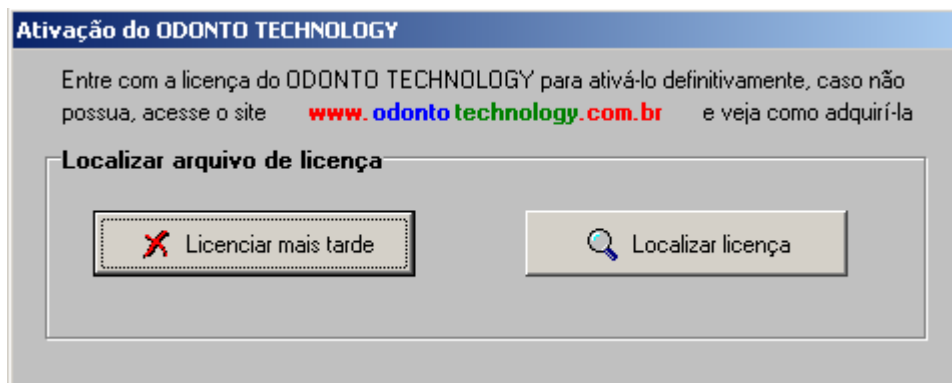 Ativação do ODONTO TECHNOLOGY
Entre com a licença do ODONTO TECHNOLOGY para ativá-lo definitivamente, caso não
possua, acesse o site www.odontotechnology.com.br e veja como adquirí-la
Localizar arquivo de licença
Licenciar mais tarde
Localizar licença